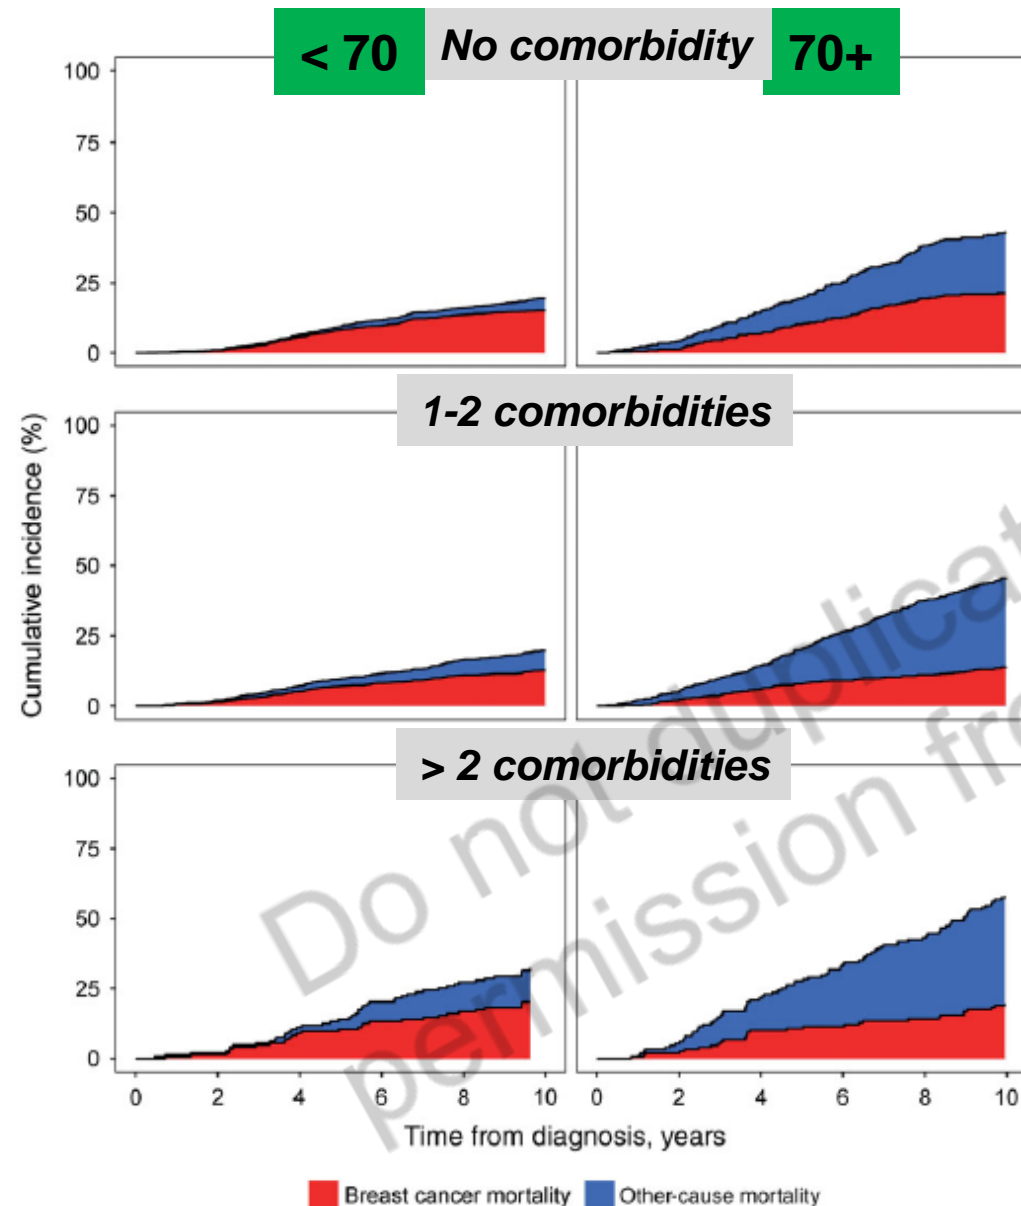 < 70 No comorbidity 70+
100
75
50
25
0
1-2 comorbidities
Cumulative incidence (%)
100
75
50
25
0
> 2 comorbidities
100
75
50
25
0
0 2 4 6 8 10 0 2 4 6 8 10
Time from diagnosis, years
Breast cancer mortality Other-cause mortality
Do not duplicat
permission fro